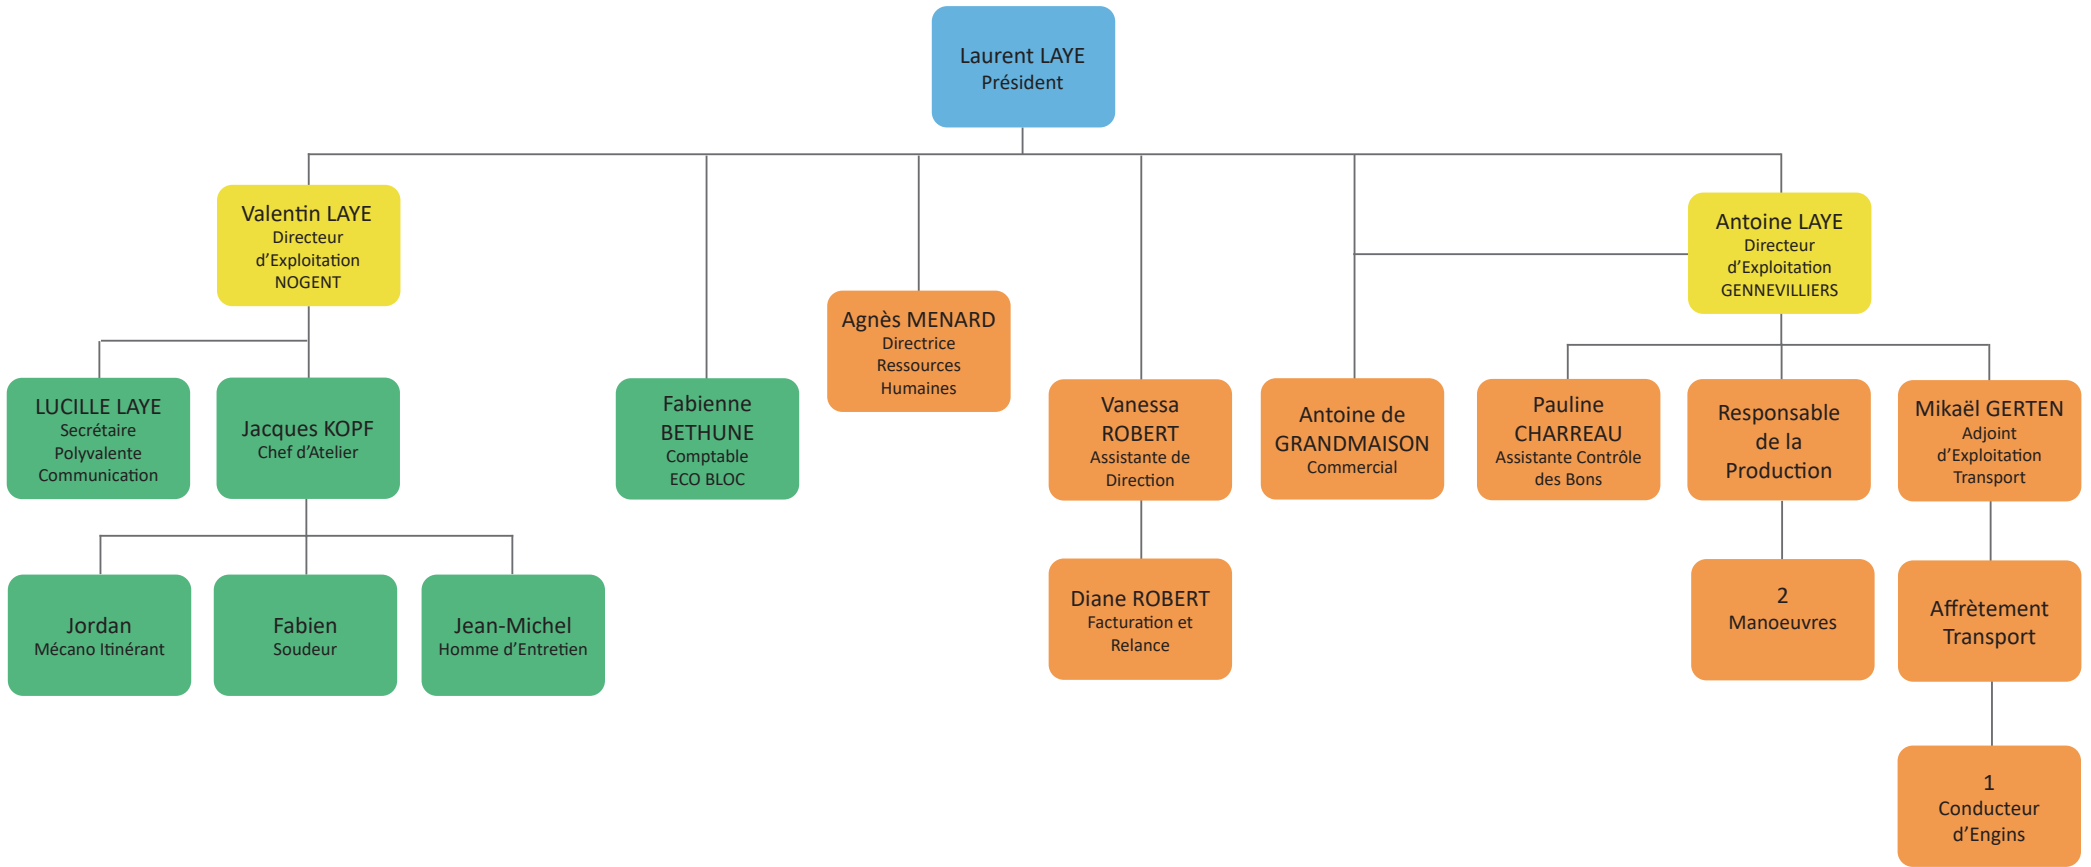 Laurent LAYE
Président
Valentin LAYE
Directeur
d’Exploitation
NOGENT
Antoine LAYE
Directeur
d’Exploitation
GENNEVILLIERS
Agnès MENARD
Directrice
Ressources
Humaines
LUCILLE LAYE
Secrétaire
Polyvalente
Communication
Jacques KOPF
Chef d’Atelier
Fabienne
BETHUNE
Comptable
ECO BLOC
Vanessa
ROBERT
Assistante de
Direction
Antoine de
GRANDMAISON
Commercial
Pauline
CHARREAU
Assistante Contrôle
des Bons
Responsable
de la
Production
Mikaël GERTEN
Adjoint
d’Exploitation
Transport
Jordan
Mécano Itinérant
Fabien
Soudeur
Jean-Michel
Homme d’Entretien
Diane ROBERT
Facturation et
Relance
2
Manoeuvres
Affrètement
Transport
1
Conducteur
d’Engins